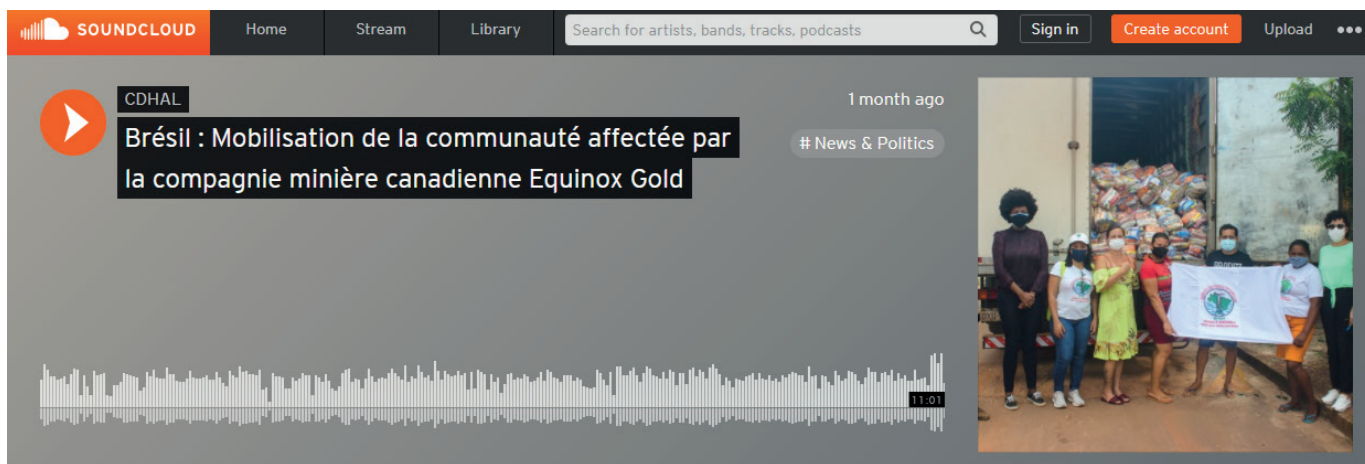 SOUNDCLOUD
Home
Stream
Library
Search for artists, bands, tracks, podcasts
Sign in
Create account
Upload
CDHAL
1 month ago
Brésil : Mobilisation de la communauté affectée par
la compagnie minière canadienne Equinox Gold
# News & Politics
11:01